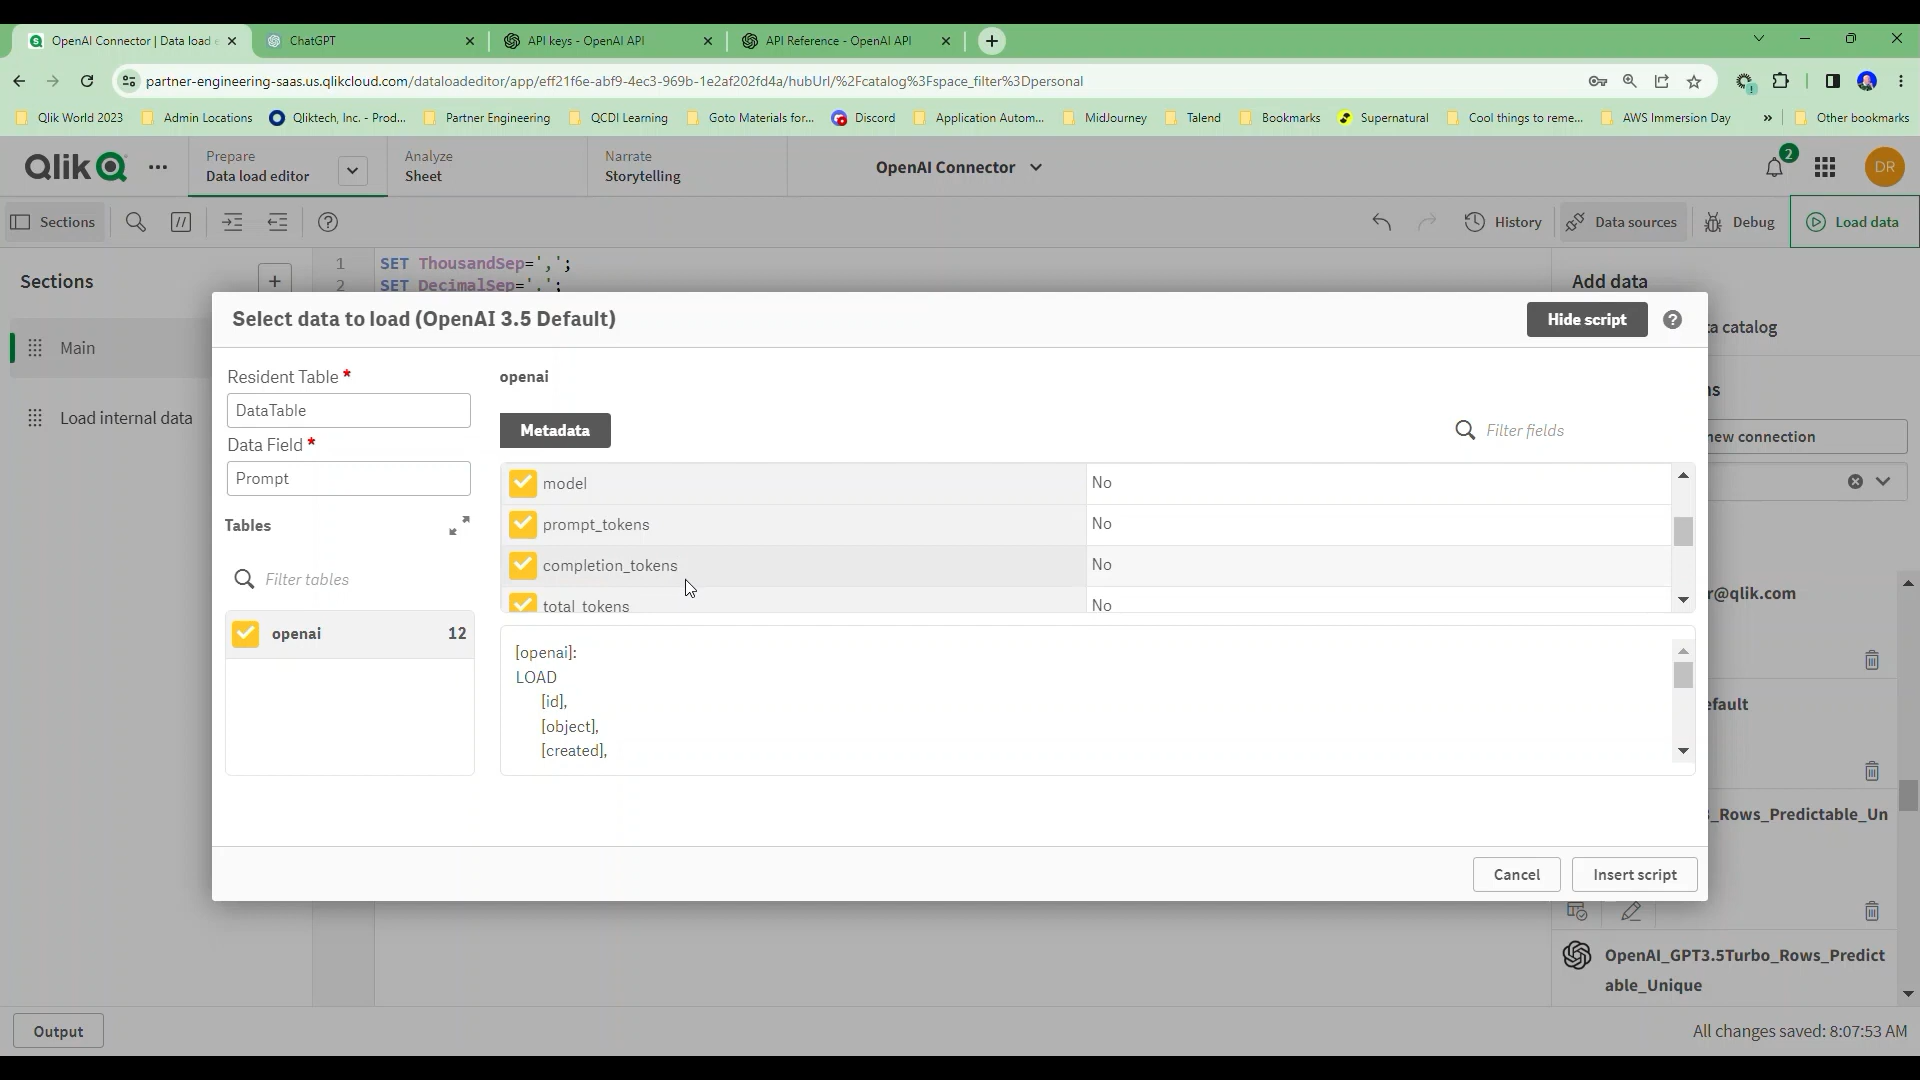 OpenAI Connector | Data load e
ChatGPT
API keys - OpenAI API
API Reference - OpenAI API
partner-engineering-saas.us.qlikcloud.com/dataloadeditor/app/eff21f6e-abf9-4ec3-969b-1e2af202fd4a/hubUrl/%2Fcatalog%3Fspace_filter%3Dpersonal
Qlik World 2023
Admin Locations
Qliktech, Inc. - Prod...
Partner Engineering
QCDI Learning
Goto Materials for...
Discord
Application Autom...
MidJourney
Talend
Bookmarks
Supernatural
Cool things to reme...
AWS Immersion Day
»
Other bookmarks
Qlik
Prepare
Data load editor
Analyze
Sheet
Narrate
Storytelling
OpenAI Connector
2
DR
Sections
//
History
Data sources
Debug
Load data
Sections
1 SET ThousandSep=',';
2 SET DecimalSep='.';
Add data
Main
Load internal data
a catalog
ns
new connection
r@qlik.com
efault
_Rows_Predictable_Un
OpenAI_GPT3.5Turbo_Rows_Predict
able_Unique
Select data to load (OpenAI 3.5 Default)
Hide script
Resident Table *
DataTable
Data Field *
Prompt
Tables
Filter tables
openai 12
openai
Metadata
Filter fields
model No
prompt_tokens No
completion_tokens No
total_tokens No
[openai]:
LOAD
[id],
[object],
[created],
Cancel
Insert script
Output
All changes saved: 8:07:53 AM